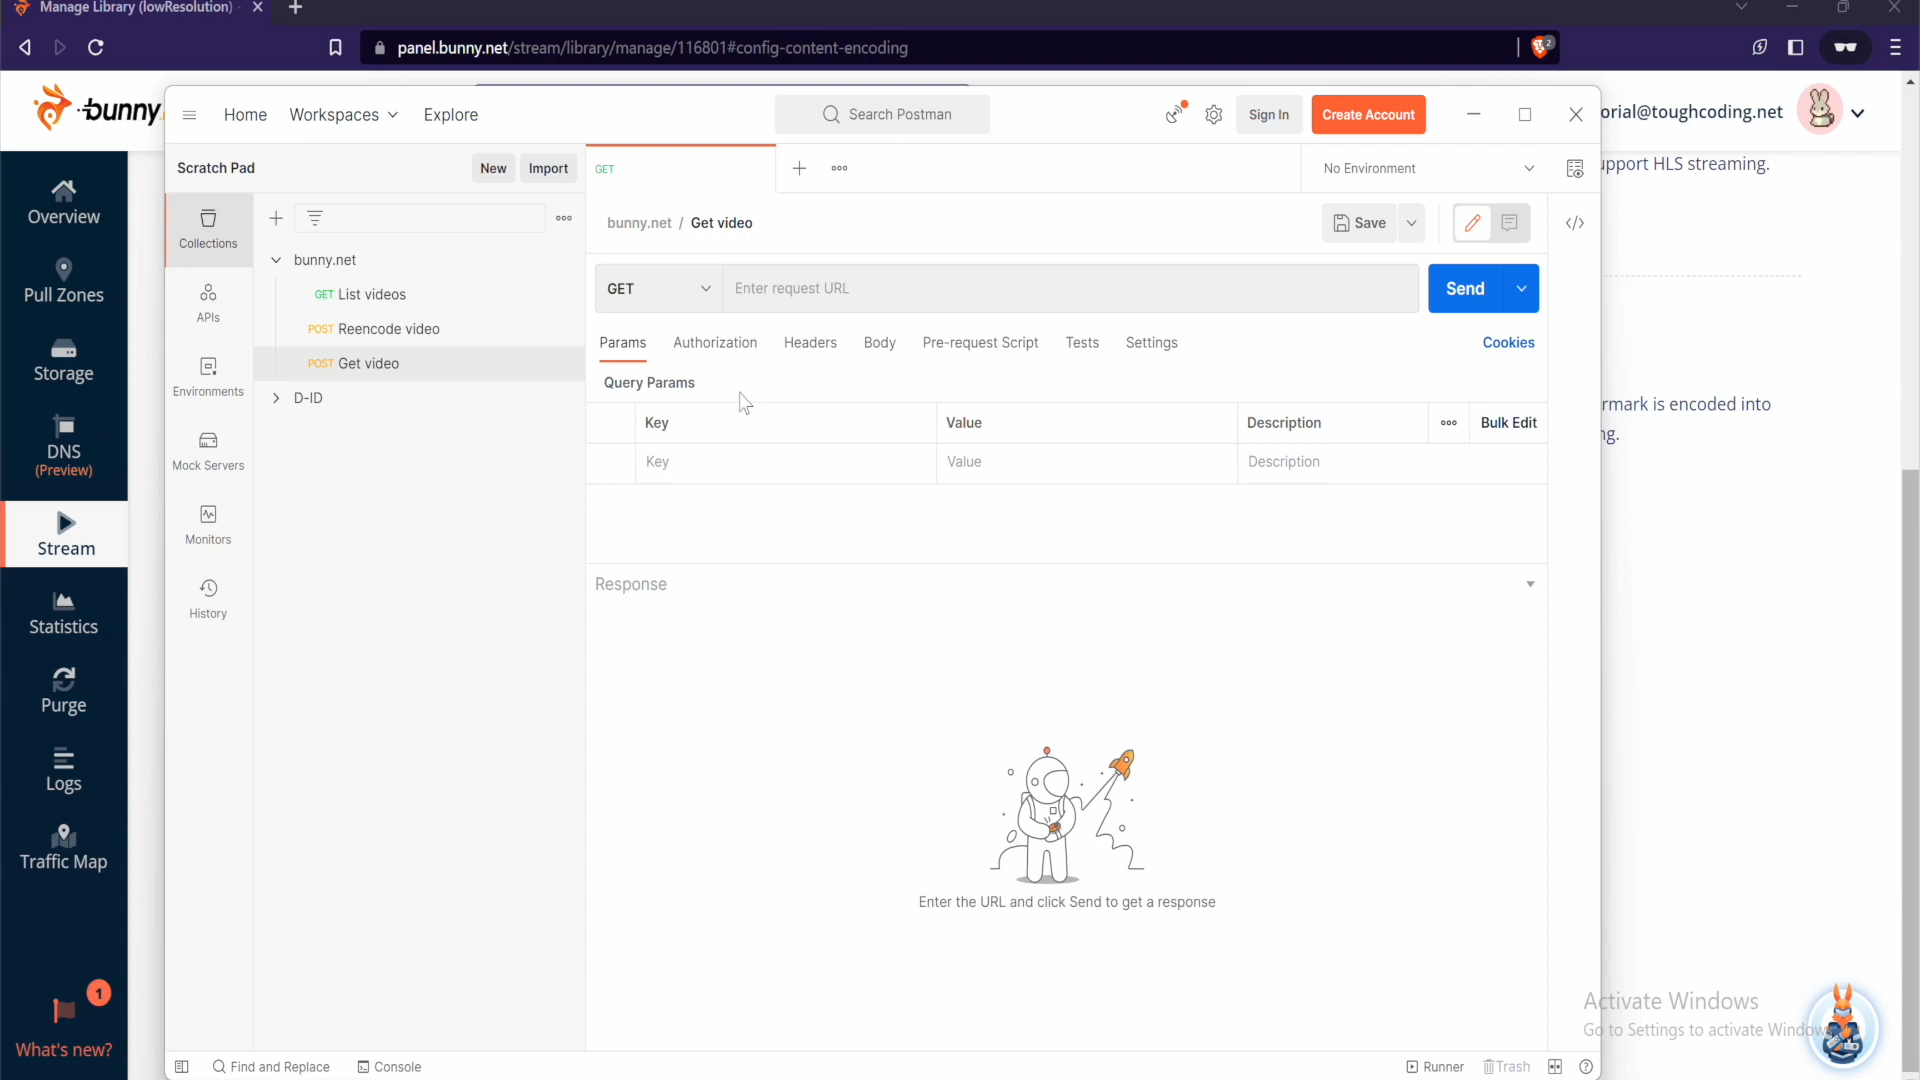 Manage Library (lowResolution)
panel.bunny.net/stream/library/manage/116801#config-content-encoding
2
bunny.
Home
Workspaces
Explore
Search Postman
Sign In
Create Account
orial@toughcoding.net
Scratch Pad
New
Import
GET
No Environment
upport HLS streaming.
Overview
Pull Zones
Storage
DNS
(Preview)
Stream
Statistics
Purge
Logs
Traffic Map
1
What's new?
Collections
APIs
Environments
Mock Servers
Monitors
History
bunny.net
GET List videos
POST Reencode video
POST Get video
D-ID
bunny.net / Get video
Save
GET
Enter request URL
Send
Params
Authorization
Headers
Body
Pre-request Script
Tests
Settings
Cookies
Query Params
Key
Value
Description
Bulk Edit
Key
Value
Description
rmark is encoded into
ng.
Response
Enter the URL and click Send to get a response
Activate Windows
Go to Settings to activate Window
Find and Replace
Console
Runner
Trash